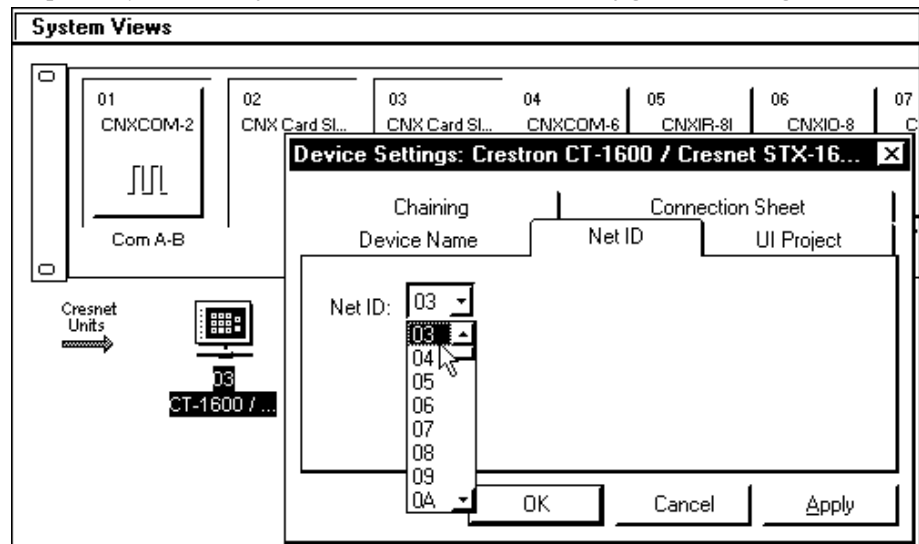 System Views
01
CNXCOM-2
Com A-B
02
CNX Card Sl...
03
CNX Card Sl...
04
CNXCOM-6
05
CNXIR-8I
06
CNXIO-8
07
C
Cresnet
Units
03
CT-1600 / ...
Device Settings: Crestron CT-1600 / Cresnet STX-16...
Chaining
Connection Sheet
Device Name
Net ID
UI Project
Net ID:
03
03
04
05
06
07
08
09
0A
OK
Cancel
Apply